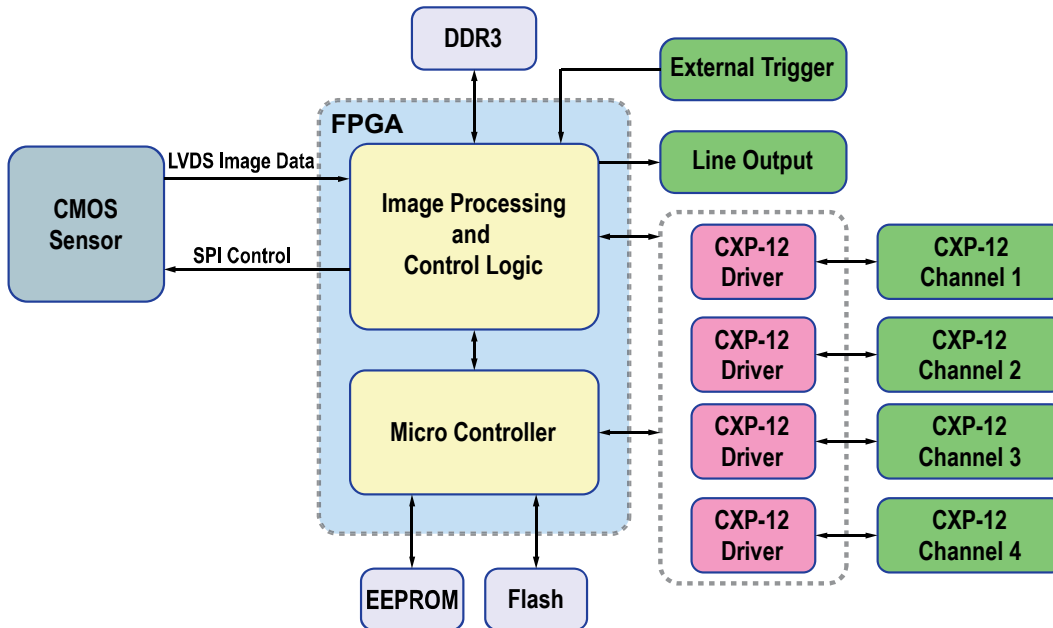 DDR3
External Trigger
FPGA
LVDS Image Data
Line Output
CMOS
Sensor
Image Processing
and
Control Logic
SPI Control
CXP-12
Driver
CXP-12
Channel 1
CXP-12
Driver
CXP-12
Channel 2
Micro Controller
CXP-12
Driver
CXP-12
Channel 3
CXP-12
Driver
CXP-12
Channel 4
EEPROM
Flash